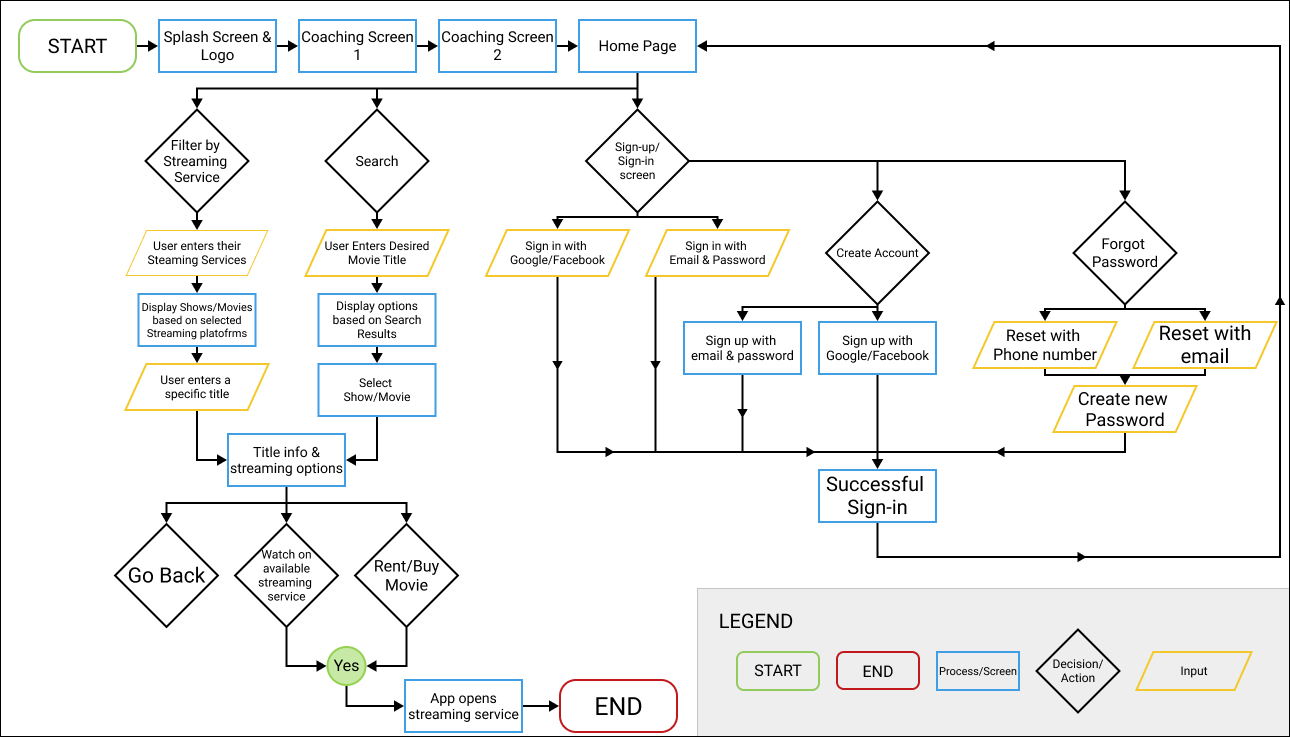 START
Splash Screen &
Logo
Coaching Screen
1
Coaching Screen
2
Home Page
Filter by
Streaming
Service
Search
Sign-up/
Sign-in
screen
User enters their
Steaming Services
User Enters Desired
Movie Title
Sign in with
Google/Facebook
Sign in with
Email & Password
Create Account
Forgot
Password
Display Shows/Movies
based on selected
Streaming platofrms
Display options
based on Search
Results
Sign up with
email & password
Sign up with
Google/Facebook
Reset with
Phone number
Reset with
email
User enters a
specific title
Select
Show/Movie
Create new
Password
Title info &
streaming options
Successful
Sign-in
Go Back
Watch on
available
streaming
service
Rent/Buy
Movie
Yes
App opens
streaming service
END
LEGEND
START
END
Process/Screen
Decision/
Action
Input